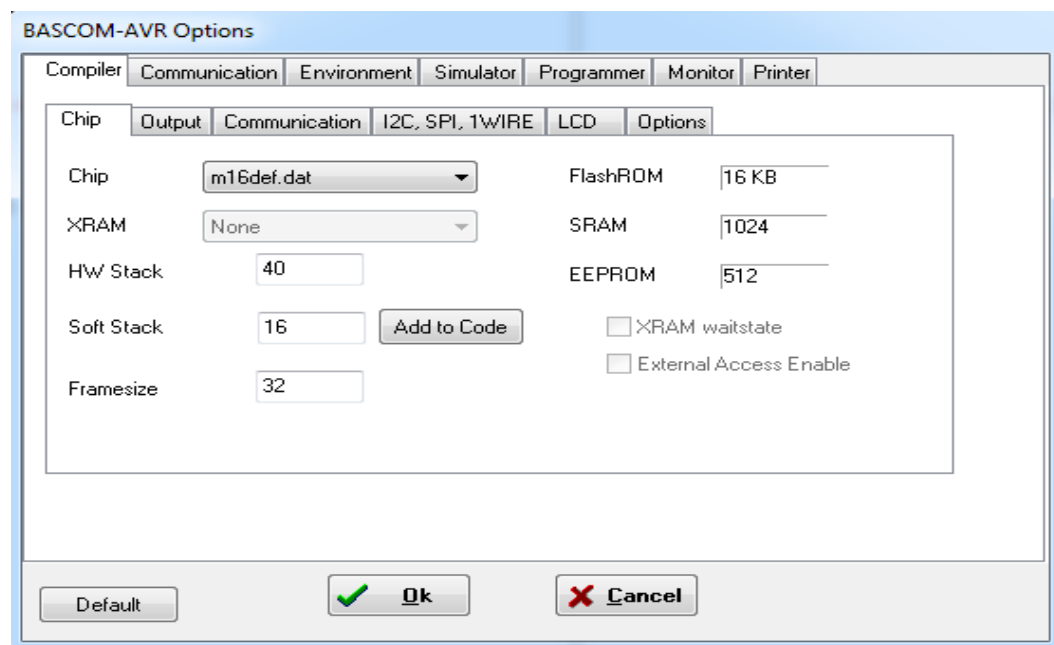 BASCOM-AVR Options
Compiler Communication Environment Simulator Programmer Monitor Printer
Chip Output Communication I2C, SPI, 1WIRE LCD Options
Chip m16def.dat FlashROM 16 KB
XRAM None SRAM 1024
HW Stack 40 EEPROM 512
Soft Stack 16 Add to Code XRAM waitstate
External Access Enable
Framesize 32
Default Ok Cancel